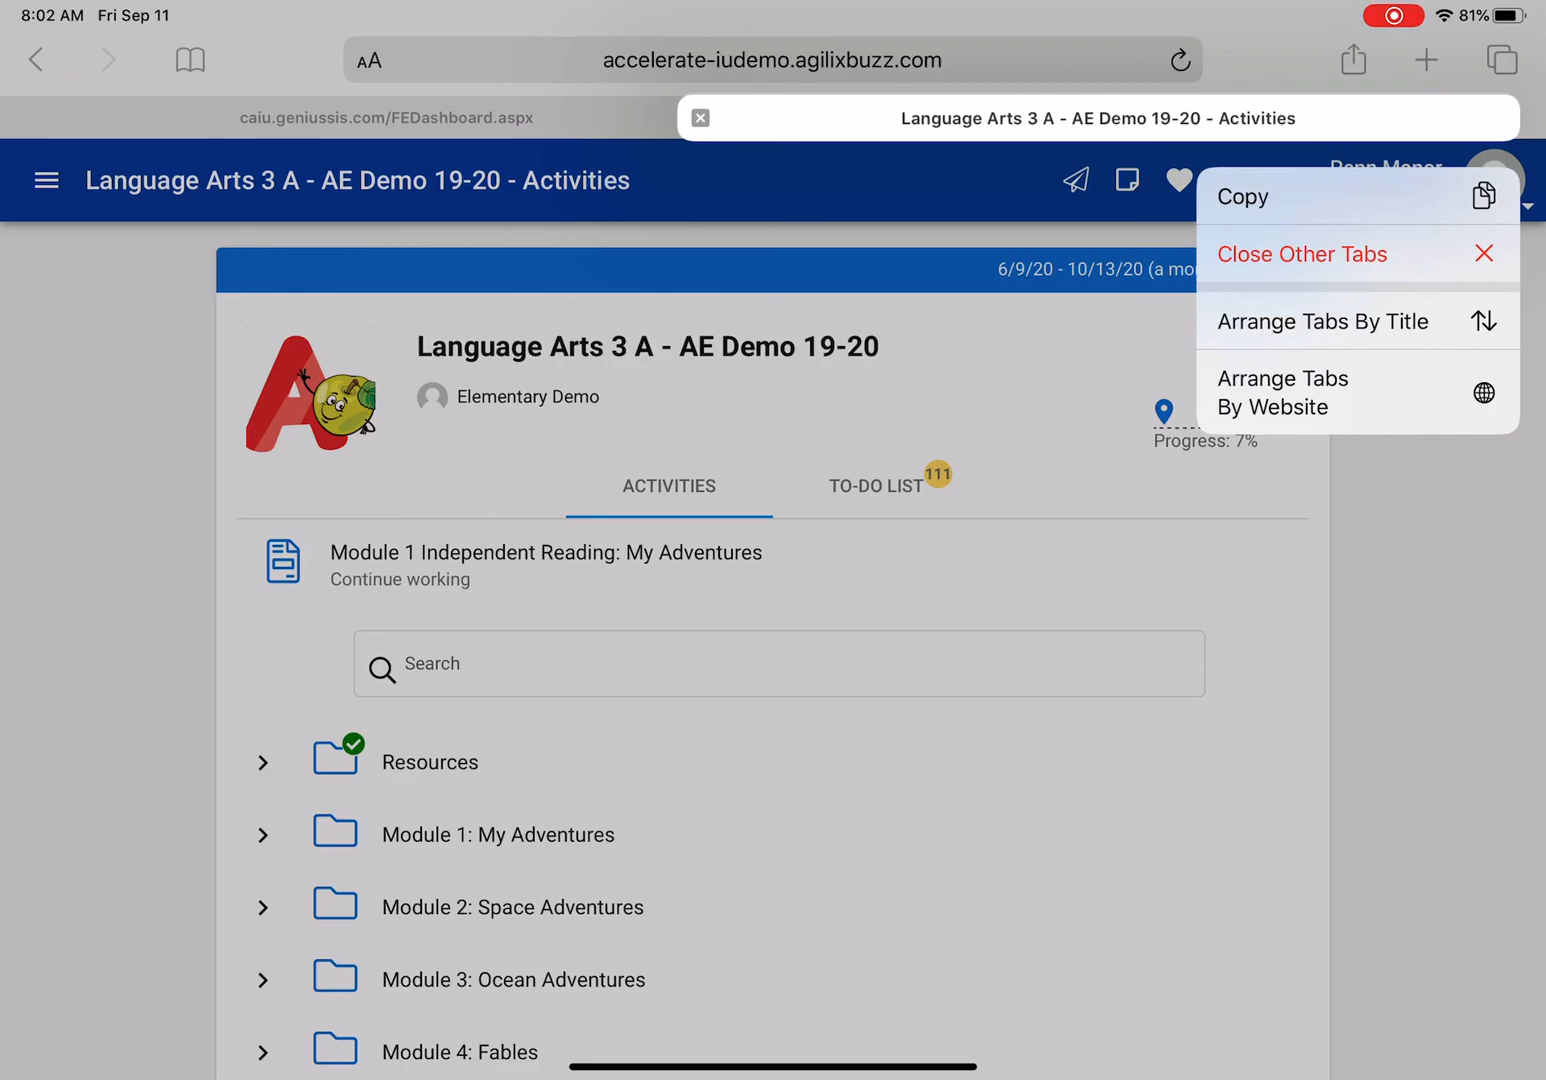 8:02 AM Fri Sep 11
81%
AA
accelerate-iudemo.agilixbuzz.com
caiu.geniussis.com/FEDashboard.aspx
Language Arts 3 A - AE Demo 19-20 - Activities
Language Arts 3 A - AE Demo 19-20 - Activities
Penn Manor
Copy
Close Other Tabs
Arrange Tabs By Title
Arrange Tabs
By Website
6/9/20 - 10/13/20 (a mo
Language Arts 3 A - AE Demo 19-20
Elementary Demo
Progress: 7%
ACTIVITIES
TO-DO LIST
111
Module 1 Independent Reading: My Adventures
Continue working
Search
Resources
Module 1: My Adventures
Module 2: Space Adventures
Module 3: Ocean Adventures
Module 4: Fables